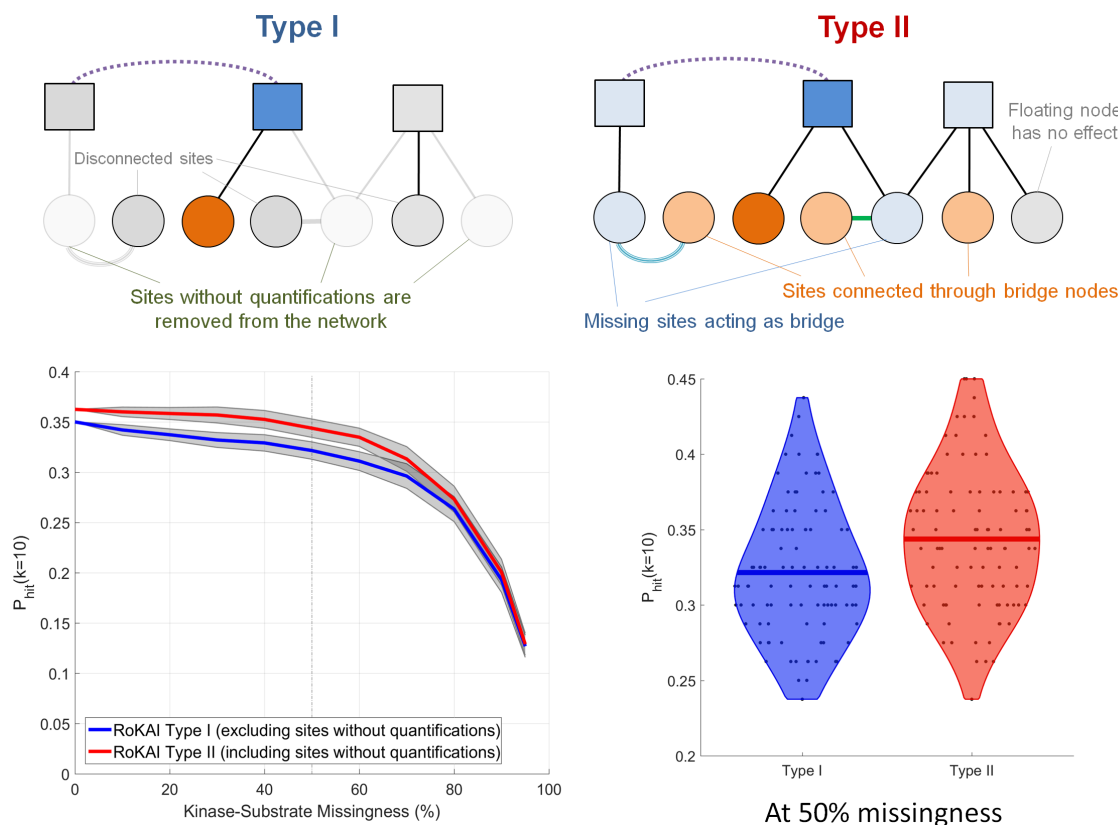 Type I
Type II
Disconnected sites
Floating node
has no effect
Sites without quantifications are
removed from the network
Sites connected through bridge nodes
Missing sites acting as bridge
0.4
0.35
0.3
0.25
0.2
0.15
0.1
0.05
0
P_hit(k=10)
RoKAI Type I (excluding sites without quantifications)
RoKAI Type II (including sites without quantifications)
0
20
40
60
80
100
Kinase-Substrate Missingness (%)
0.45
0.4
0.35
0.3
0.25
0.2
P_hit(k=10)
Type I
Type II
At 50% missingness